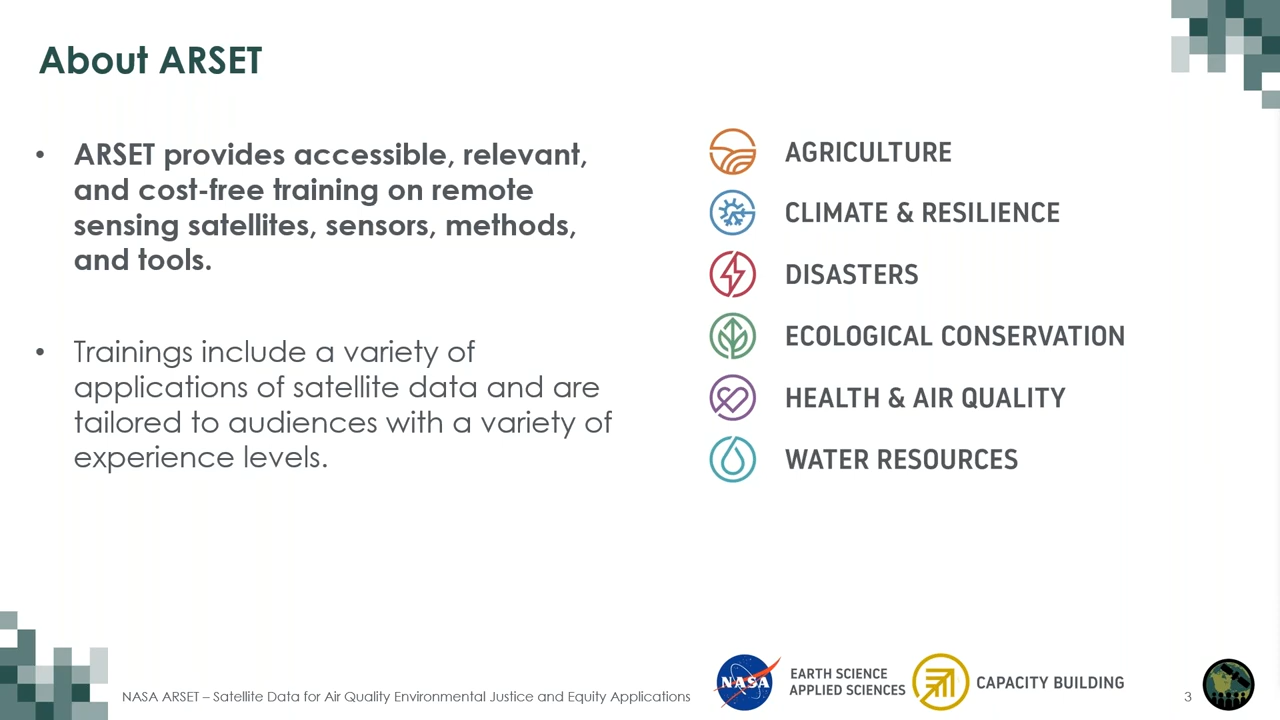 About ARSET
• ARSET provides accessible, relevant,
and cost-free training on remote
sensing satellites, sensors, methods,
and tools.
• Trainings include a variety of
applications of satellite data and are
tailored to audiences with a variety of
experience levels.
AGRICULTURE
CLIMATE & RESILIENCE
DISASTERS
ECOLOGICAL CONSERVATION
HEALTH & AIR QUALITY
WATER RESOURCES
NASA ARSET – Satellite Data for Air Quality Environmental Justice and Equity Applications
NASA
EARTH SCIENCE
APPLIED SCIENCES
CAPACITY BUILDING
3